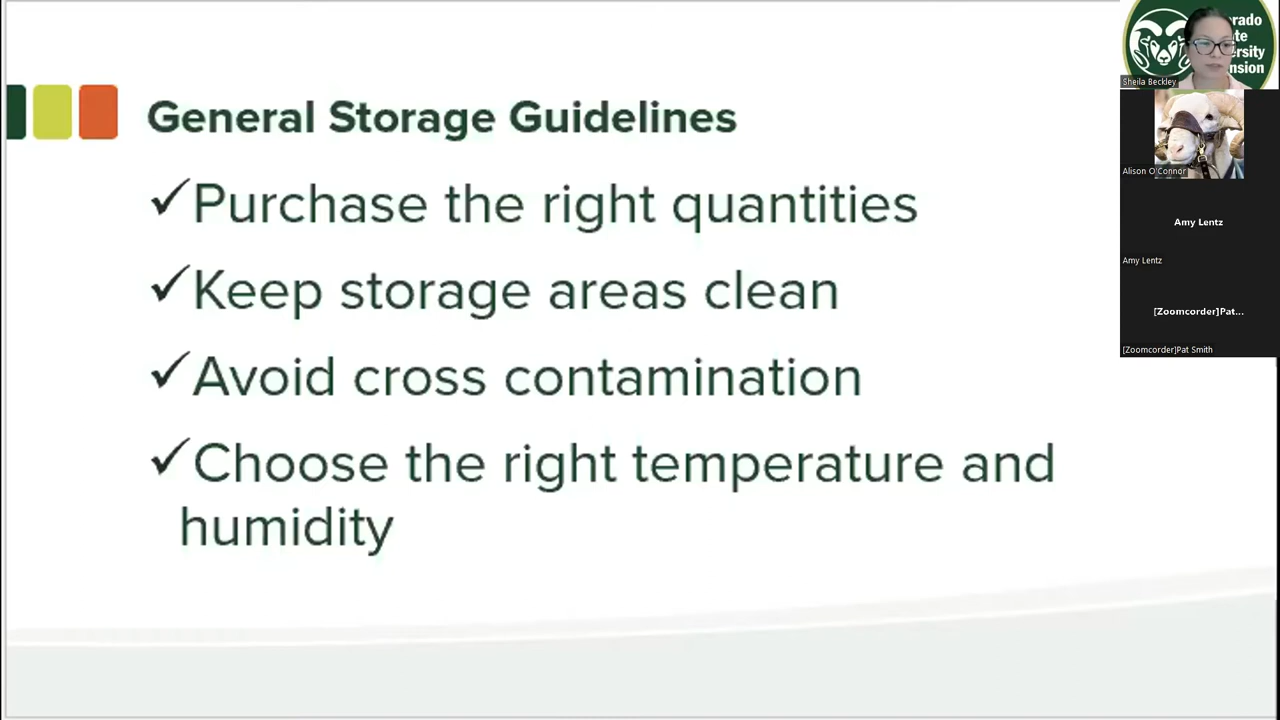 General Storage Guidelines
✓Purchase the right quantities
✓Keep storage areas clean
✓Avoid cross contamination
✓Choose the right temperature and
humidity
Sheila Beckley
Alison O'Connor
Amy Lentz
Amy Lentz
[Zoomcorder]Pat...
[Zoomcorder]Pat Smith